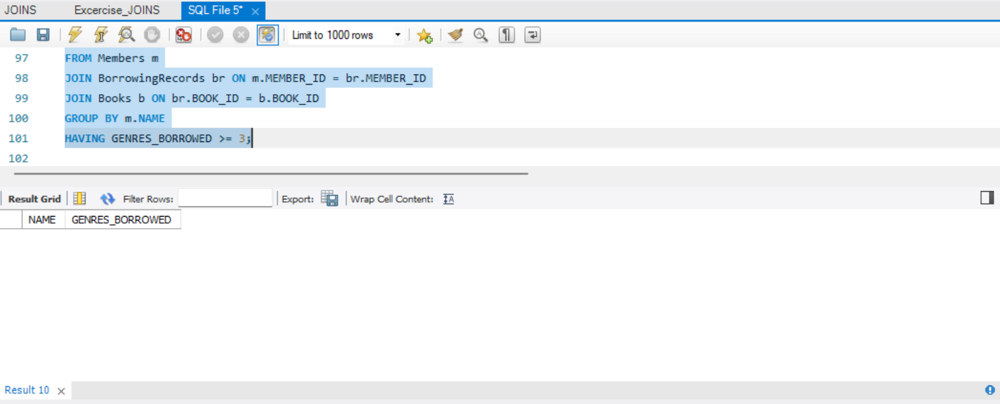 JOINS Excercise_JOINS SQL File 5*
Limit to 1000 rows
97 FROM Members m
98 JOIN BorrowingRecords br ON m.MEMBER_ID = br.MEMBER_ID
99 JOIN Books b ON br.BOOK_ID = b.BOOK_ID
100 GROUP BY m.NAME
101 HAVING GENRES_BORROWED >= 3;
102
Result Grid Filter Rows: Export: Wrap Cell Content:
NAME GENRES_BORROWED
Result 10